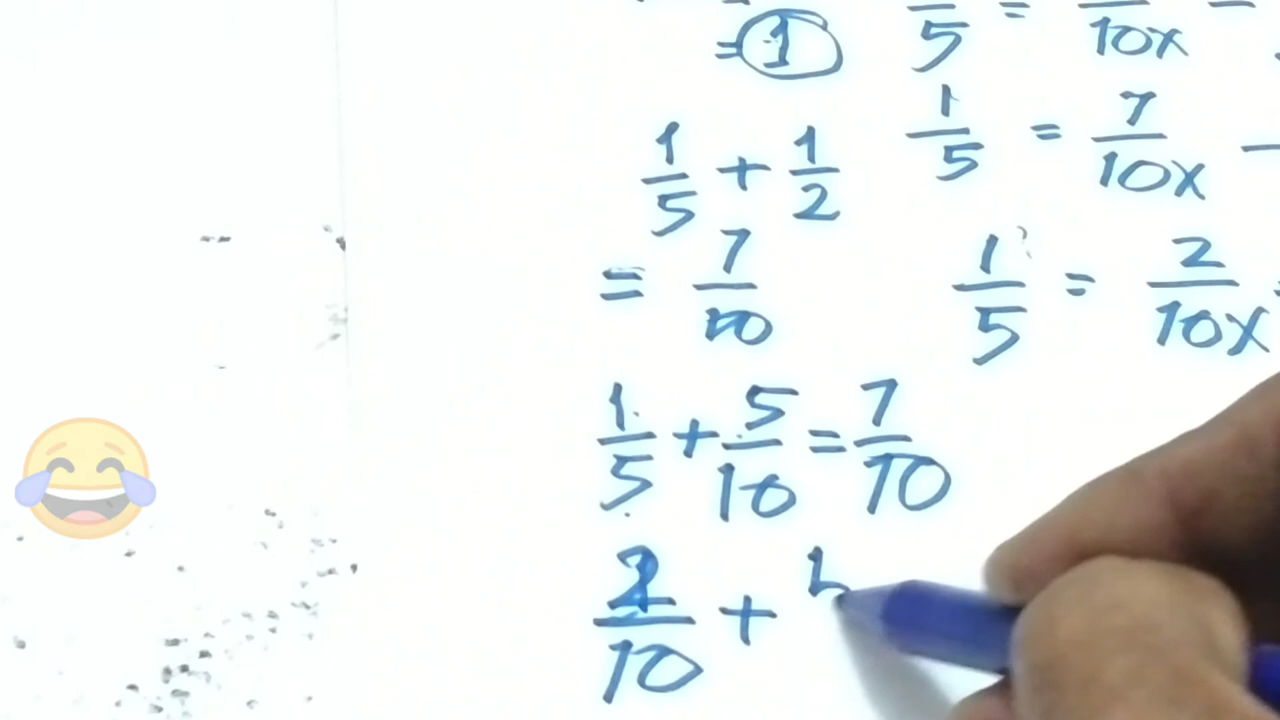 = 1
5 = 10x
1/5 + 1/2
1/5 = 7/10x -
= 7/10
1/5 = 2/10x
1/5 + 5/10 = 7/10
2/10 +